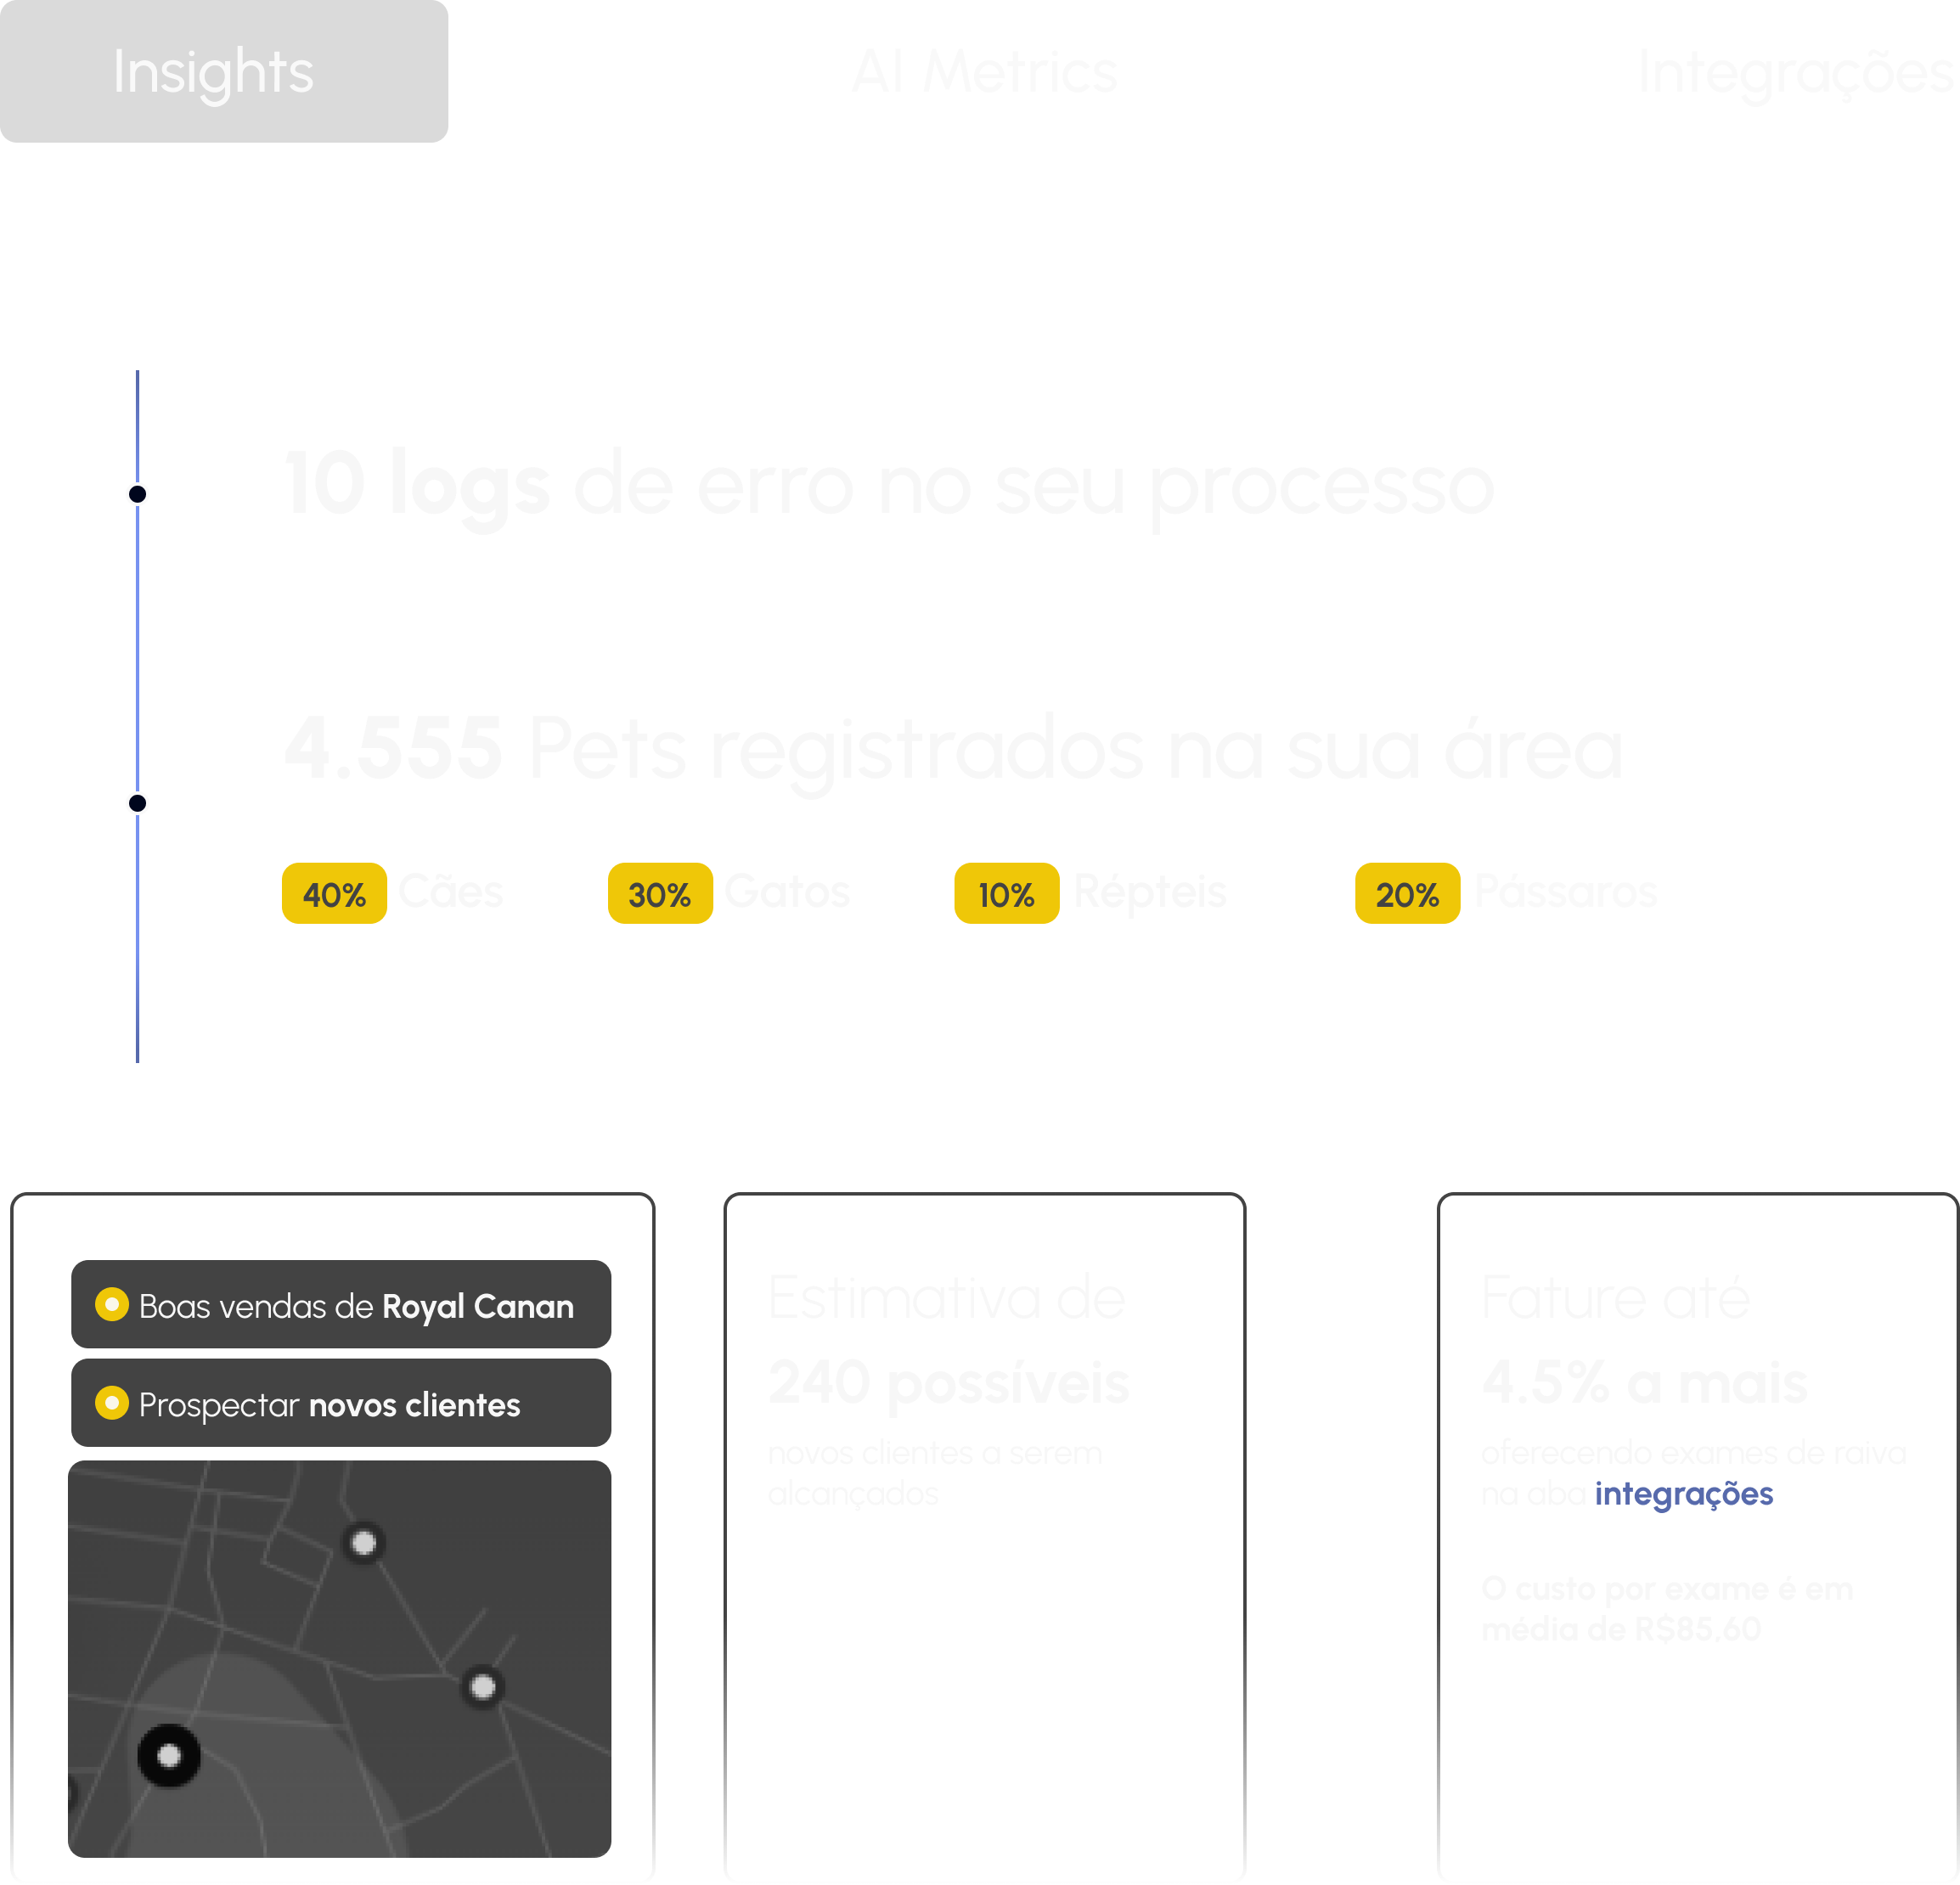 Insights AI Metrics Integrações
10 logs de erro no seu processo
4.555 Pets registrados na sua área
40% Cães 30% Gatos 10% Répteis 20% Pássaros
Boas vendas de Royal Canan
Prospectar novos clientes
Estimativa de
240 possíveis
novos clientes a serem
alcançados
Fature até
4.5% a mais
oferecendo exames de raiva
na aba integrações
O custo por exame é em
média de R$85,60